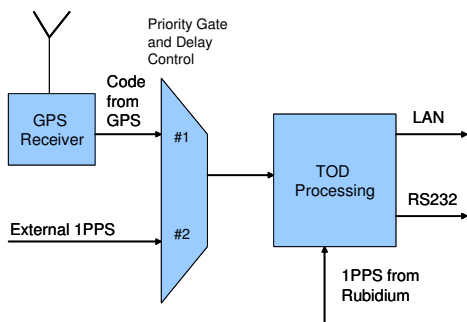 Priority Gate
and Delay
Control
Code
from
GPS
GPS
Receiver
#1
LAN
TOD
Processing
RS232
External 1PPS
#2
1PPS from
Rubidium